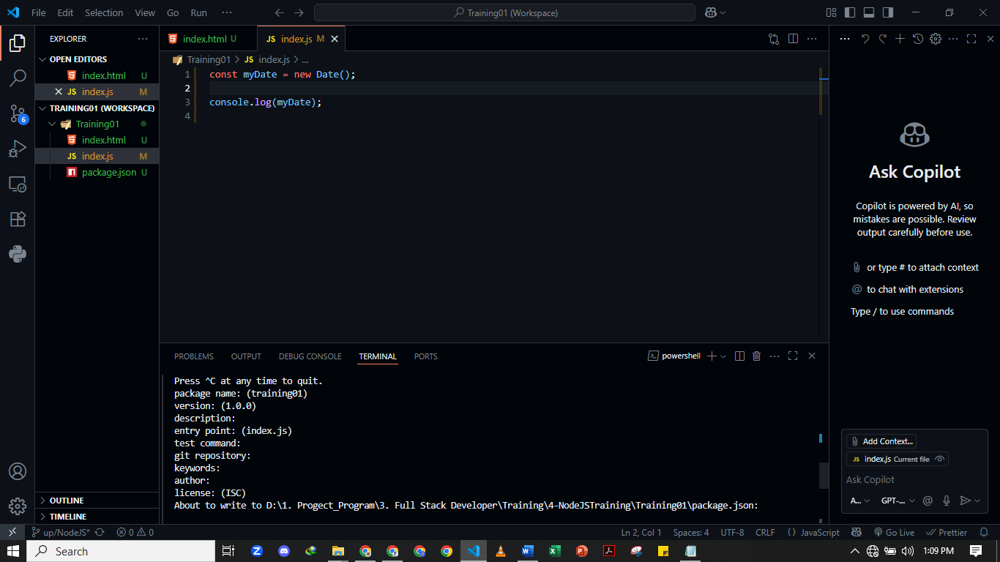 File Edit Selection View Go Run ··· Training01 (Workspace)
EXPLORER ···
OPEN EDITORS
index.html U
JS index.js M
TRAINING01 (WORKSPACE)
Training01
index.html U
JS index.js M
package.json U
OUTLINE
TIMELINE
6
index.html U JS index.js M
Training01 > JS index.js > ...
1 const myDate = new Date();
2
3 console.log(myDate);
4
PROBLEMS OUTPUT DEBUG CONSOLE TERMINAL PORTS powershell
Press ^C at any time to quit.
package name: (training01)
version: (1.0.0)
description:
entry point: (index.js)
test command:
git repository:
keywords:
author:
license: (ISC)
About to write to D:\1. Progect_Program\3. Full Stack Developer\Training\4-NodeJSTraining\Training01\package.json:
Ask Copilot
Copilot is powered by AI, so
mistakes are possible. Review
output carefully before use.
or type # to attach context
@ to chat with extensions
Type / to use commands
Add Context...
JS index.js Current file
Ask Copilot
A... GPT-... @
up/NodeJS* 0 0 Ln 2, Col 1 Spaces: 4 UTF-8 CRLF {} JavaScript Go Live Prettier
Search 1:09 PM